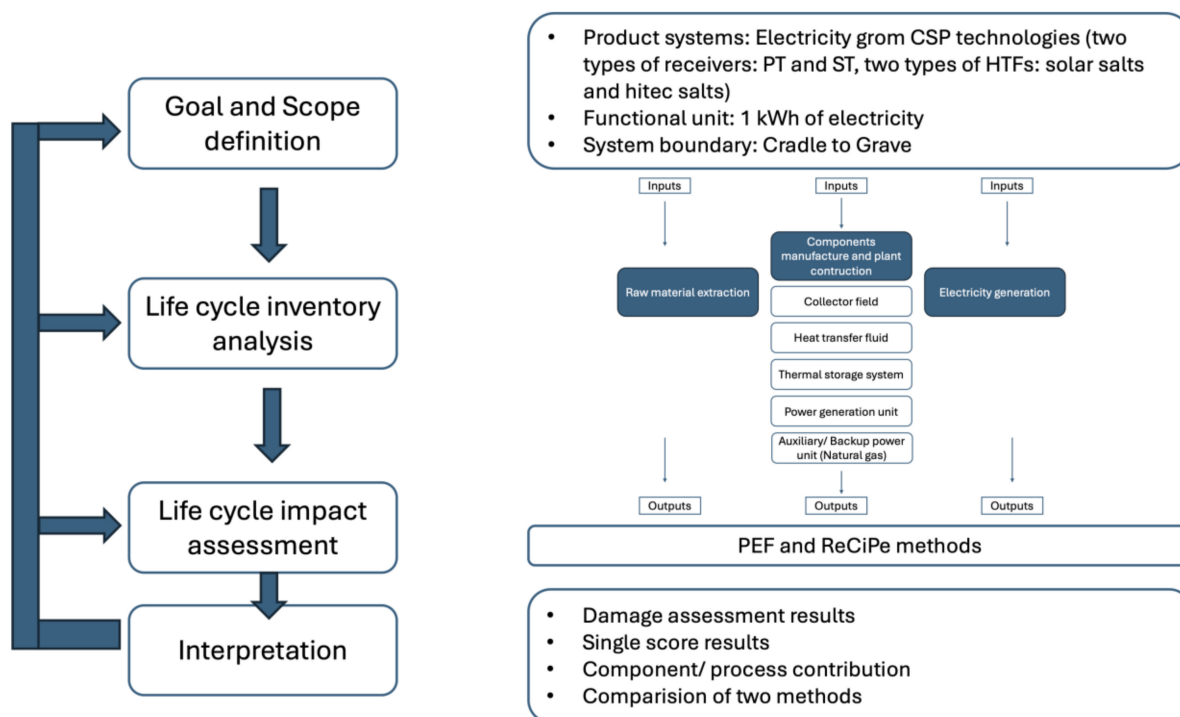 Goal and Scope
definition
Life cycle inventory
analysis
Life cycle impact
assessment
Interpretation
• Product systems: Electricity grom CSP technologies (two
types of receivers: PT and ST, two types of HTFs: solar salts
and hitec salts)
• Functional unit: 1 kWh of electricity
• System boundary: Cradle to Grave
Inputs
Inputs
Inputs
Raw material extraction
Components
manufacture and plant
contruction
Electricity generation
Collector field
Heat transfer fluid
Thermal storage system
Power generation unit
Auxiliary/ Backup power
unit (Natural gas)
Outputs
Outputs
Outputs
PEF and ReCiPe methods
• Damage assessment results
• Single score results
• Component/ process contribution
• Comparision of two methods